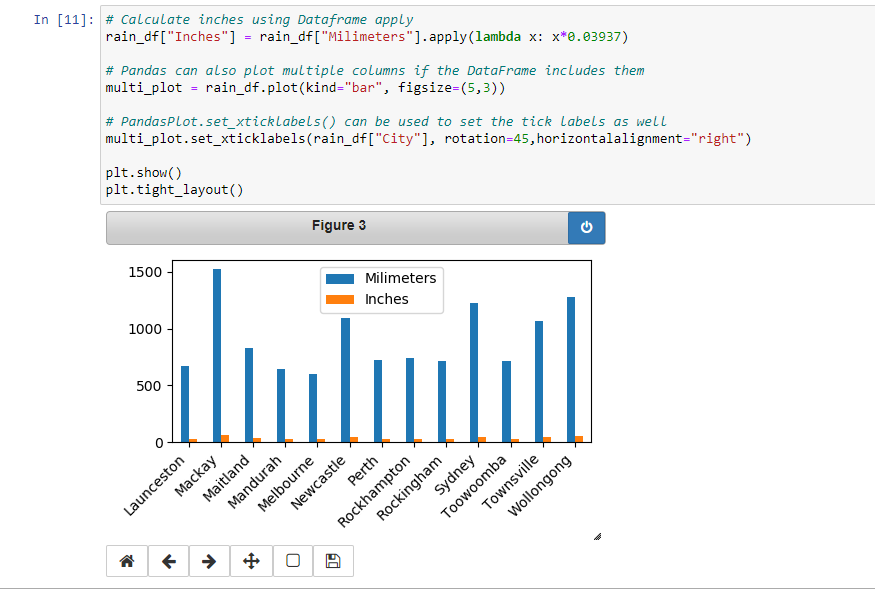 In [11]:
# Calculate inches using Dataframe apply
rain_df["Inches"] = rain_df["Milimeters"].apply(lambda x: x*0.03937)
# Pandas can also plot multiple columns if the DataFrame includes them
multi_plot = rain_df.plot(kind="bar", figsize=(5,3))
# PandasPlot.set_xticklabels() can be used to set the tick labels as well
multi_plot.set_xticklabels(rain_df["City"], rotation=45,horizontalalignment="right")
plt.show()
plt.tight_layout()
Figure 3
Milimeters
Inches
1500
1000
500
0
Launceston
Mackay
Maitland
Mandurah
Melbourne
Newcastle
Perth
Rockhampton
Rockingham
Sydney
Toowoomba
Townsville
Wollongong